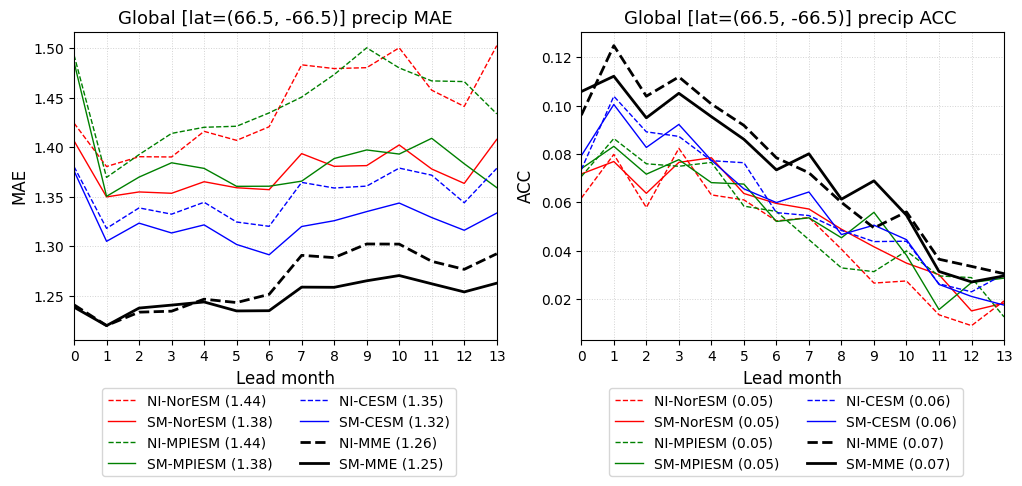 Global [lat=(66.5, -66.5)] precip MAE
1.50
1.45
1.40
1.35
1.30
1.25
MAE
0 1 2 3 4 5 6 7 8 9 10 11 12 13
Lead month
NI-NorESM (1.44)
SM-NorESM (1.38)
NI-MPIESM (1.44)
SM-MPIESM (1.38)
NI-CESM (1.35)
SM-CESM (1.32)
NI-MME (1.26)
SM-MME (1.25)
Global [lat=(66.5, -66.5)] precip ACC
0.12
0.10
0.08
0.06
0.04
0.02
ACC
0 1 2 3 4 5 6 7 8 9 10 11 12 13
Lead month
NI-NorESM (0.05)
SM-NorESM (0.05)
NI-MPIESM (0.05)
SM-MPIESM (0.05)
NI-CESM (0.06)
SM-CESM (0.06)
NI-MME (0.07)
SM-MME (0.07)